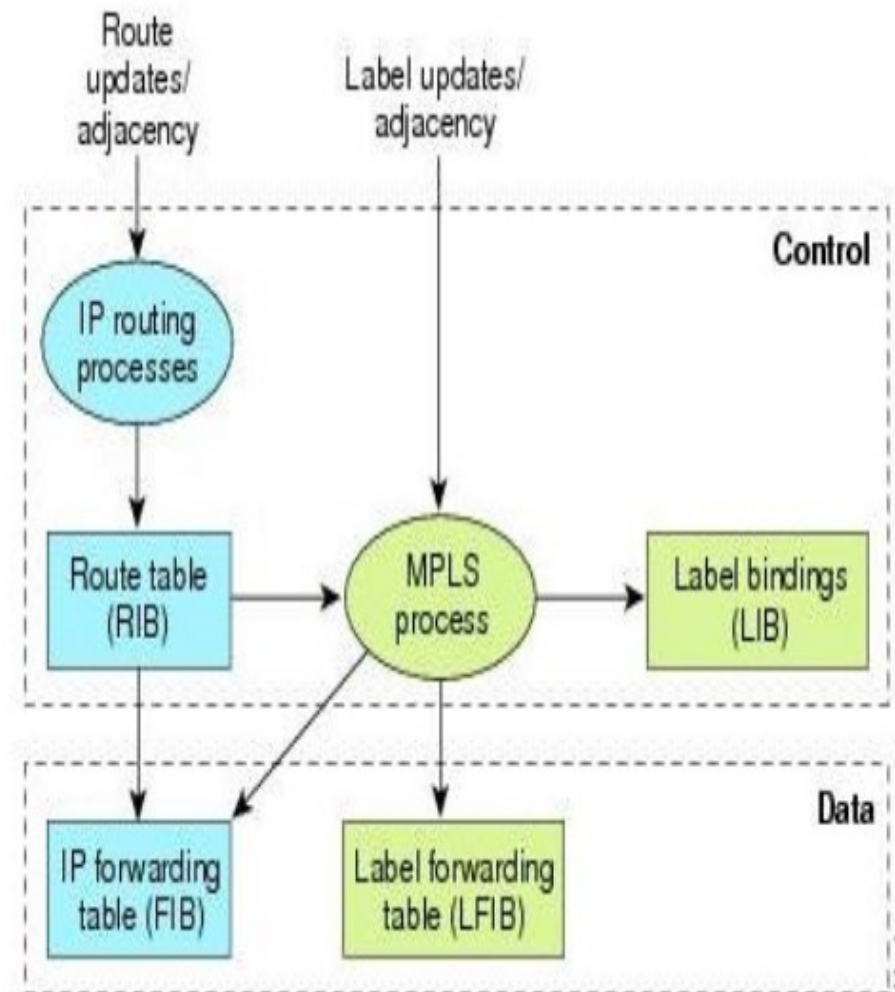 Route
updates/
adjacency
Label updates/
adjacency
Control
IP routing
processes
Route table
(RIB)
MPLS
process
Label bindings
(LIB)
Data
IP forwarding
table (FIB)
Label forwarding
table (LFIB)